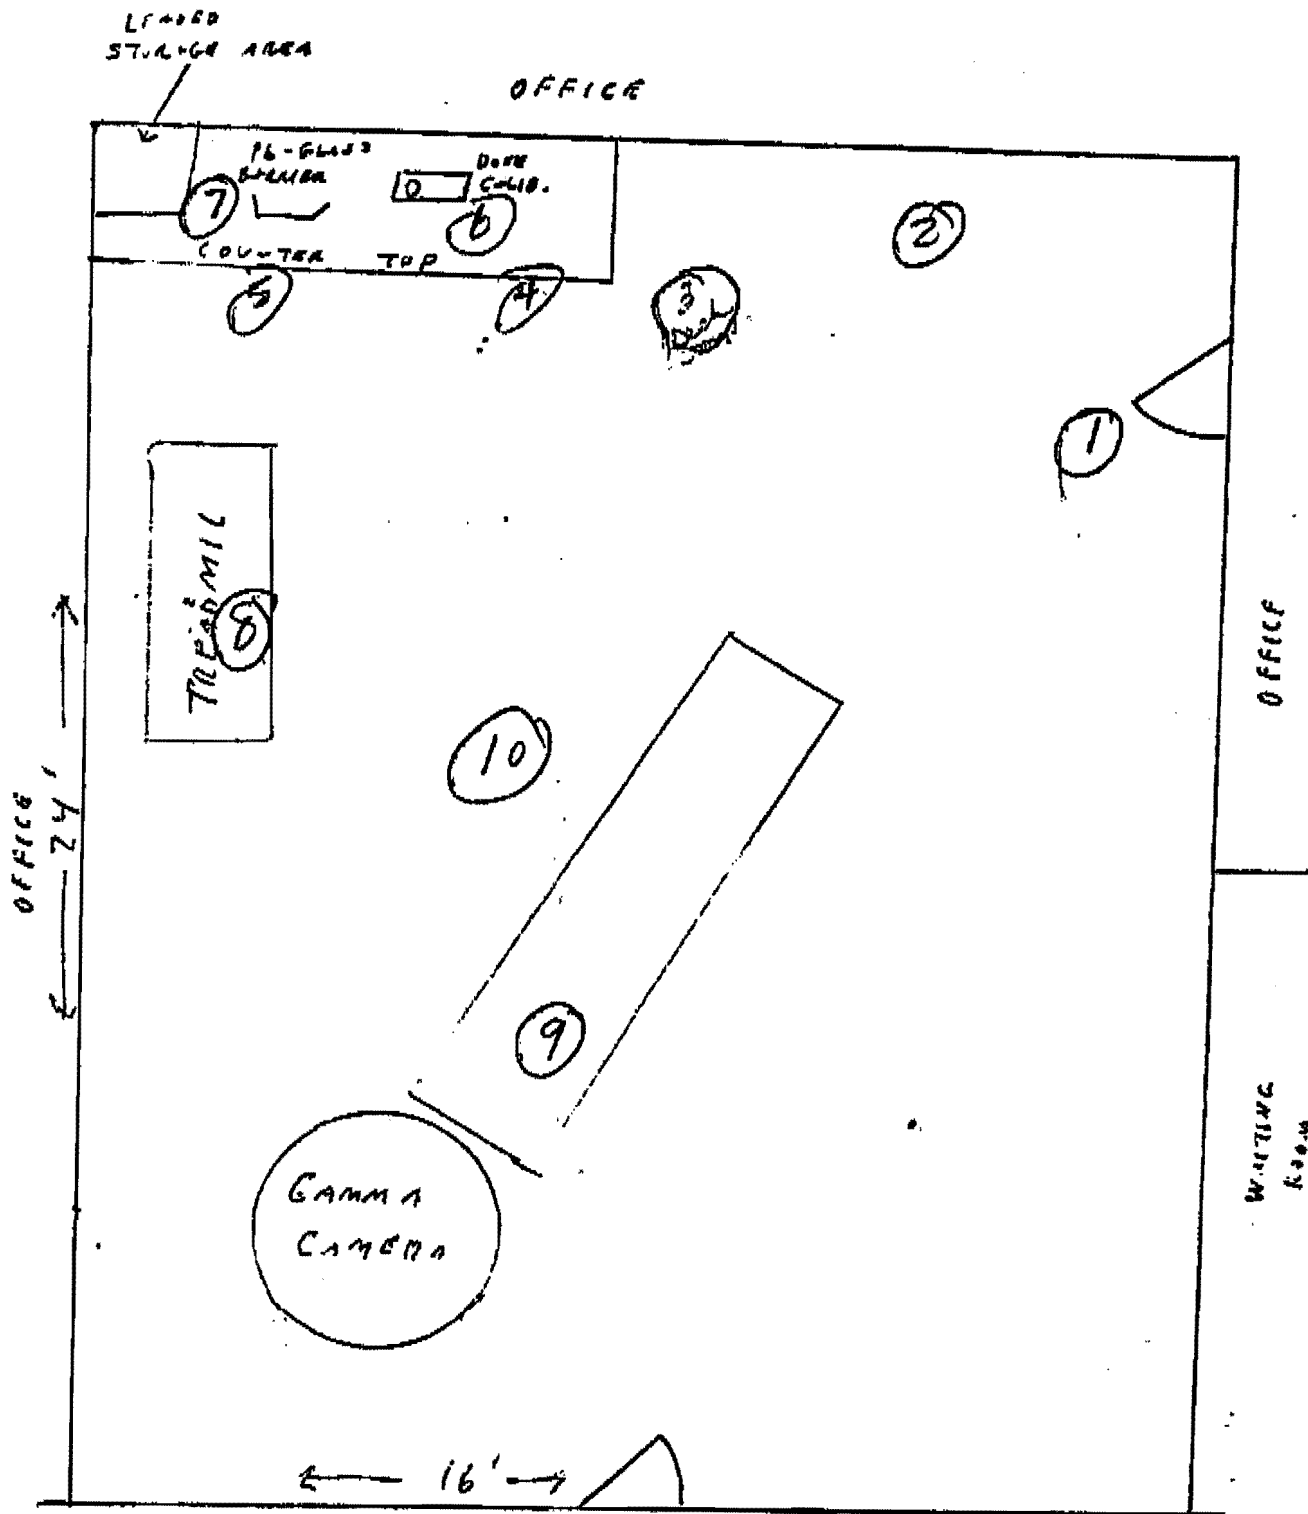 LEADED
STORAGE AREA
OFFICE
Pb-GLASS
BARRIER
DOSE
CALIB.
7
6
2
COUNTER TOP
5
4
3
1
TREADMIL
8
OFFICE
10
OFFICE
24'
9
WAITING
ROOM
GAMMA
CAMERA
16'